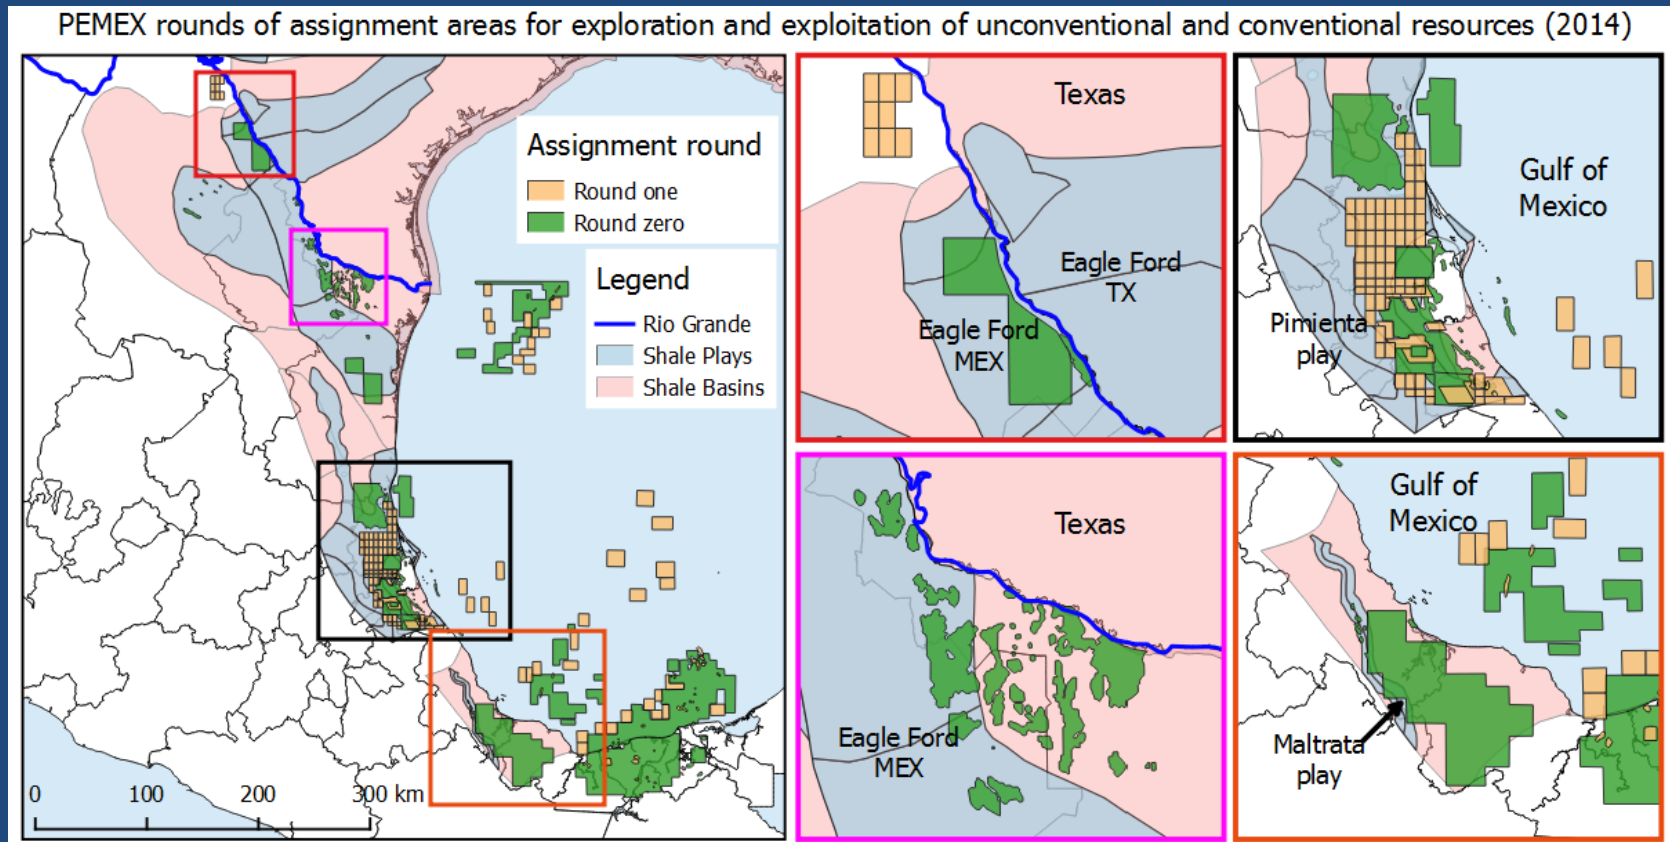 PEMEX rounds of assignment areas for exploration and exploitation of unconventional and conventional resources (2014)
Assignment round
Round one
Round zero
Legend
Rio Grande
Shale Plays
Shale Basins
0 100 200 300 km
Texas
Eagle Ford
TX
Eagle Ford
MEX
Gulf of
Mexico
Pimienta
play
Texas
Eagle Ford
MEX
Gulf of
Mexico
Maltrata
play